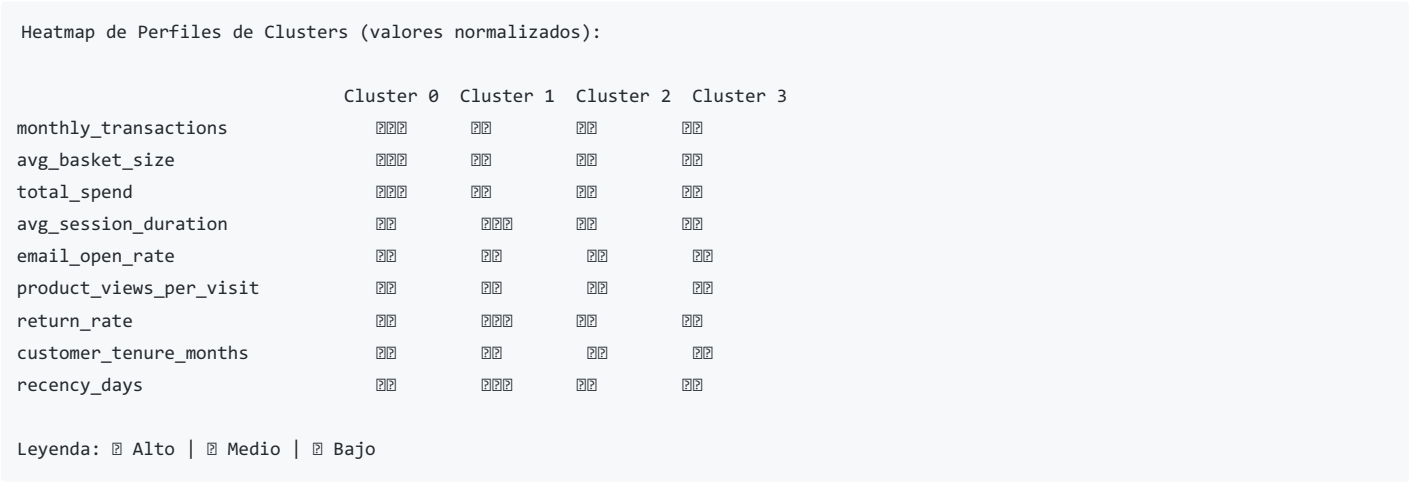 Heatmap de Perfiles de Clusters (valores normalizados):
Cluster 0 Cluster 1 Cluster 2 Cluster 3
monthly_transactions ⍰⍰⍰ ⍰⍰ ⍰⍰ ⍰⍰
avg_basket_size ⍰⍰⍰ ⍰⍰ ⍰⍰ ⍰⍰
total_spend ⍰⍰⍰ ⍰⍰ ⍰⍰ ⍰⍰
avg_session_duration ⍰⍰ ⍰⍰⍰ ⍰⍰ ⍰⍰
email_open_rate ⍰⍰ ⍰⍰ ⍰⍰ ⍰⍰
product_views_per_visit ⍰⍰ ⍰⍰ ⍰⍰ ⍰⍰
return_rate ⍰⍰ ⍰⍰⍰ ⍰⍰ ⍰⍰
customer_tenure_months ⍰⍰ ⍰⍰ ⍰⍰ ⍰⍰
recency_days ⍰⍰ ⍰⍰⍰ ⍰⍰ ⍰⍰
Leyenda: ⍰ Alto | ⍰ Medio | ⍰ Bajo